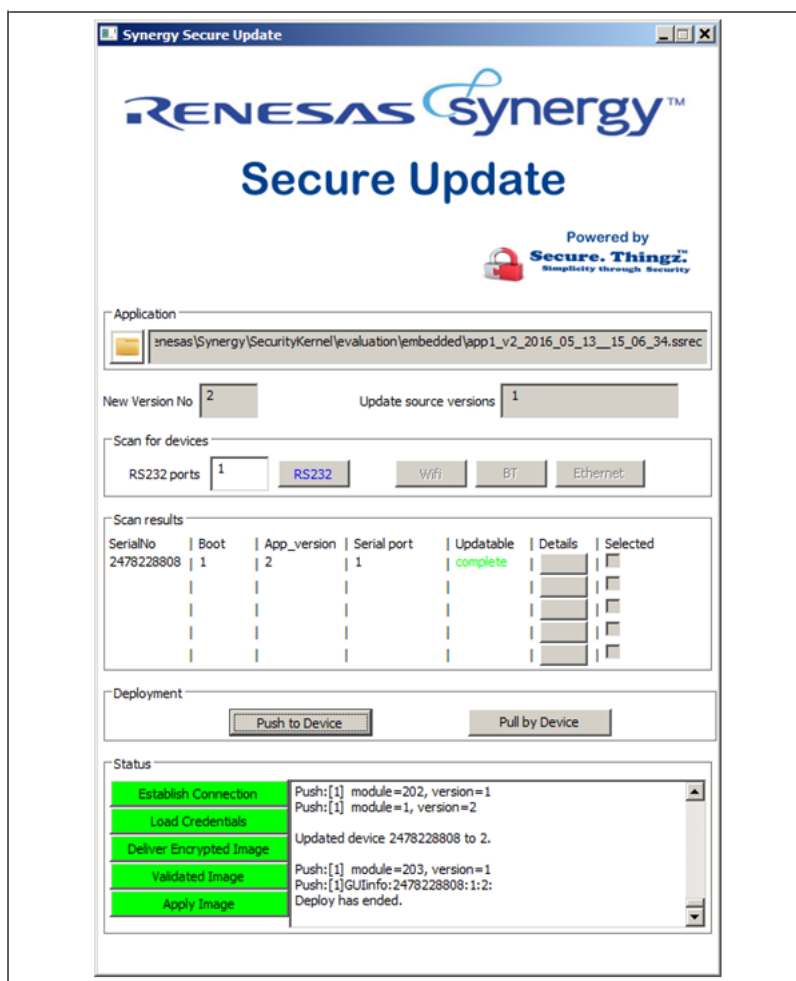 Synergy Secure Update
RENESAS synergy™
Secure Update
Powered by
Secure. Thingz.™
Simplicity through Security
Application
enesas\Synergy\SecurityKernel\evaluation\embedded\app1_v2_2016_05_13__15_06_34.ssrec
New Version No 2 Update source versions 1
Scan for devices
RS232 ports 1 RS232 Wifi BT Ethernet
Scan results
SerialNo | Boot | App_version | Serial port | Updatable | Details | Selected
2478228808 | 1 | 2 | 1 | complete | |
Deployment
Push to Device Pull by Device
Status
Establish Connection
Load Credentials
Deliver Encrypted Image
Validated Image
Apply Image
Push:[1] module=202, version=1
Push:[1] module=1, version=2
Updated device 2478228808 to 2.
Push:[1] module=203, version=1
Push:[1]GUIinfo:2478228808:1:2:
Deploy has ended.